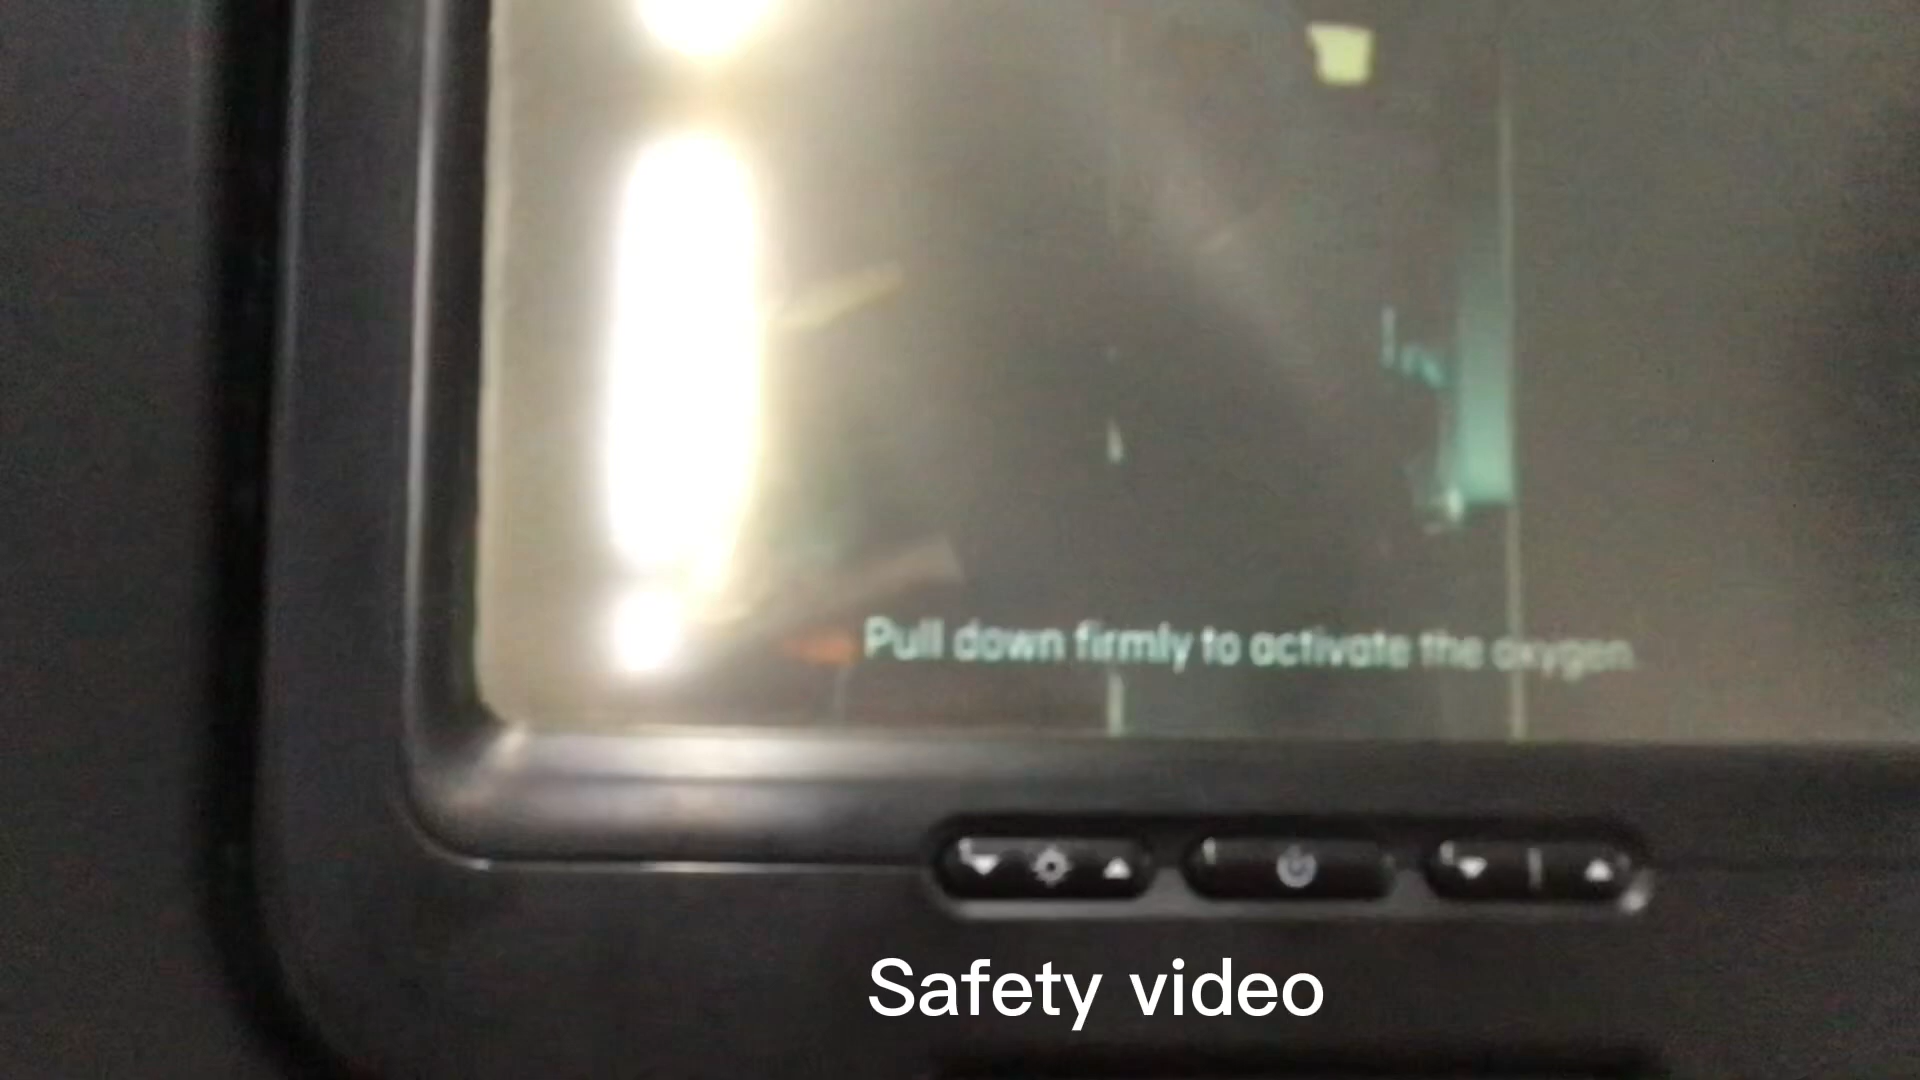 Pull down firmly to activate the oxygen.
Safety video